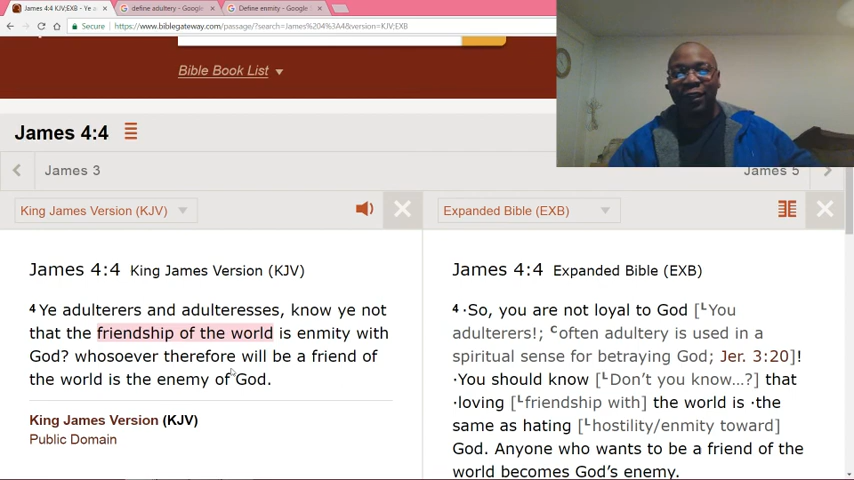 James 4:4 KJV;EXB - Ye a
define adultery - Google
Define enmity - Google S
Secure
https://www.biblegateway.com/passage/?search=James%204%3A4&version=KJV;EXB
Bible Book List
James 4:4
James 3
James 5
King James Version (KJV)
Expanded Bible (EXB)
James 4:4 King James Version (KJV)
4 Ye adulterers and adulteresses, know ye not
that the friendship of the world is enmity with
God? whosoever therefore will be a friend of
the world is the enemy of God.
King James Version (KJV)
Public Domain
James 4:4 Expanded Bible (EXB)
4 ·So, you are not loyal to God [ᴸYou
adulterers!; ᶜoften adultery is used in a
spiritual sense for betraying God; Jer. 3:20]!
·You should know [ᴸDon't you know…?] that
·loving [ᴸfriendship with] the world is ·the
same as hating [ᴸhostility/enmity toward]
God. Anyone who wants to be a friend of the
world becomes God's enemy.